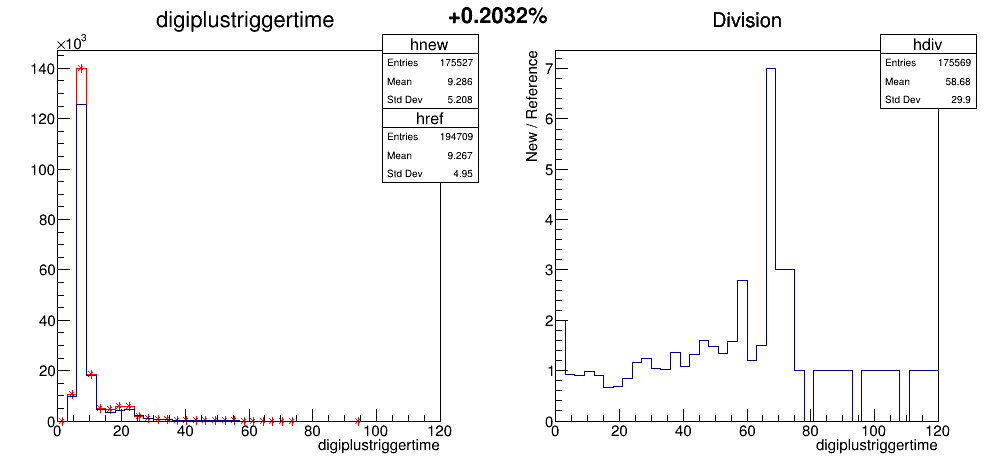 +0.2032%
digiplustriggertime
×10³
hnew
Entries 175527
Mean 9.286
Std Dev 5.208
href
Entries 194709
Mean 9.267
Std Dev 4.95
140
120
100
80
60
40
20
0
0 20 40 60 80 100 120
digiplustriggertime
Division
hdiv
Entries 175569
Mean 58.68
Std Dev 29.9
New / Reference
7
6
5
4
3
2
1
0
0 20 40 60 80 100 120
digiplustriggertime